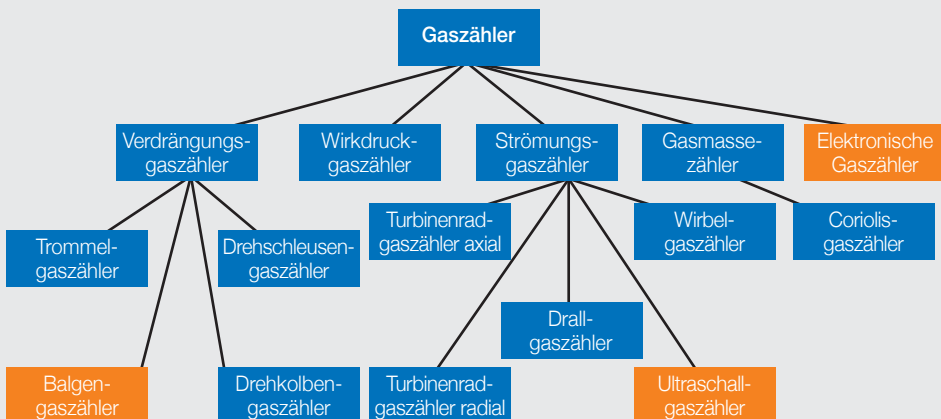 Gaszähler
Verdrängungs-
gaszähler
Wirkdruck-
gaszähler
Strömungs-
gaszähler
Gasmasse-
zähler
Elektronische
Gaszähler
Trommel-
gaszähler
Drehschleusen-
gaszähler
Turbinenrad-
gaszähler axial
Wirbel-
gaszähler
Coriolis-
gaszähler
Drall-
gaszähler
Balgen-
gaszähler
Drehkolben-
gaszähler
Turbinenrad-
gaszähler radial
Ultraschall-
gaszähler